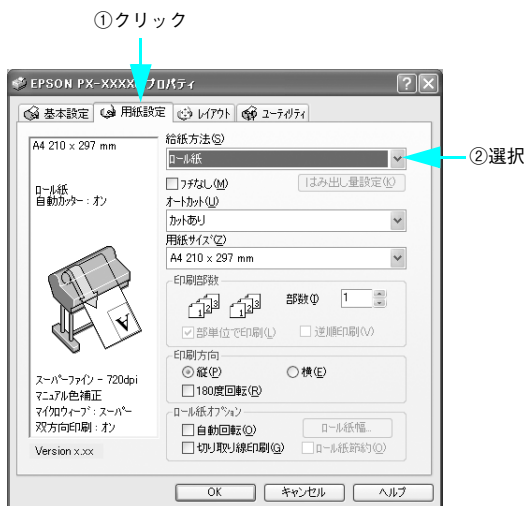 ①クリック
EPSON PX-XXXX プロパティ
基本設定 用紙設定 レイアウト ユーティリティ
A4 210 x 297 mm
ロール紙
自動カッター : オン
スーパーファイン - 720dpi
マニュアル色補正
マイクロウィーブ : スーパー
双方向印刷 : オン
Version x.xx
給紙方法(S)
ロール紙
②選択
フチなし(M) はみ出し量設定(K)
オートカット(U)
カットあり
用紙サイズ(Z)
A4 210 x 297 mm
印刷部数
部数(I) 1
部単位で印刷(L) 逆順印刷(V)
印刷方向
縦(P) 横(E)
180度回転(R)
ロール紙オプション
自動回転(O) ロール紙幅...
切り取り線印刷(G) ロール紙節約(O)
OK キャンセル ヘルプ